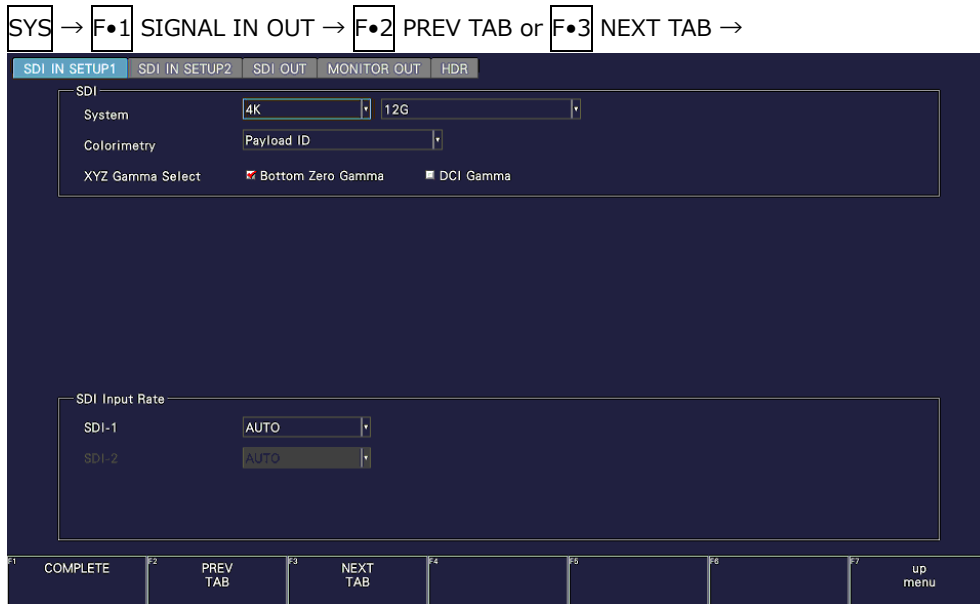 SYS → F•1 SIGNAL IN OUT → F•2 PREV TAB or F•3 NEXT TAB →
SDI IN SETUP1 SDI IN SETUP2 SDI OUT MONITOR OUT HDR
SDI
System 4K 12G
Colorimetry Payload ID
XYZ Gamma Select Bottom Zero Gamma DCI Gamma
SDI Input Rate
SDI-1 AUTO
SDI-2 AUTO
F1 COMPLETE F2 PREV F3 NEXT F4 F5 F6 F7 up
TAB TAB menu